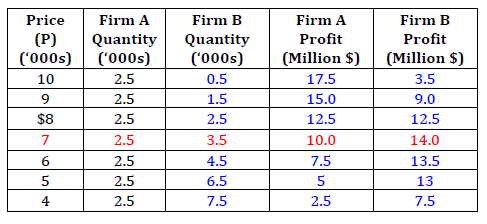 Price (P) (‘000s) Firm A Quantity (‘000s) Firm B Quantity (‘000s) Firm A Profit (Million $) Firm B Profit (Million $)
10 2.5 0.5 17.5 3.5
9 2.5 1.5 15.0 9.0
$8 2.5 2.5 12.5 12.5
7 2.5 3.5 10.0 14.0
6 2.5 4.5 7.5 13.5
5 2.5 6.5 5 13
4 2.5 7.5 2.5 7.5